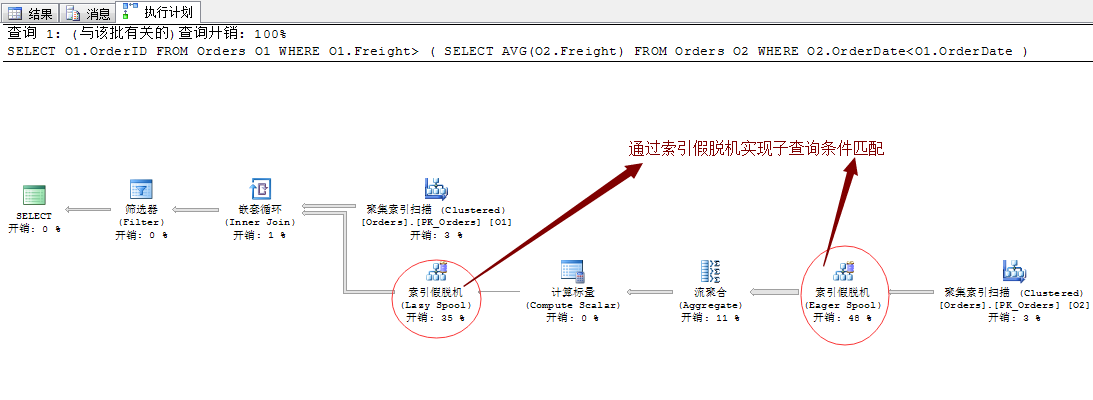 结果 消息 执行计划
查询 1: (与该批有关的)查询开销: 100%
SELECT O1.OrderID FROM Orders O1 WHERE O1.Freight> ( SELECT AVG(O2.Freight) FROM Orders O2 WHERE O2.OrderDate<O1.OrderDate )
通过索引假脱机实现子查询条件匹配
SELECT
开销: 0 %
筛选器
(Filter)
开销: 0 %
嵌套循环
(Inner Join)
开销: 1 %
聚集索引扫描 (Clustered)
[Orders].[PK_Orders] [O1]
开销: 3 %
索引假脱机
(Lazy Spool)
开销: 35 %
计算标量
(Compute Scalar)
开销: 0 %
流聚合
(Aggregate)
开销: 11 %
索引假脱机
(Eager Spool)
开销: 48 %
聚集索引扫描 (Clustered)
[Orders].[PK_Orders] [O2]
开销: 3 %